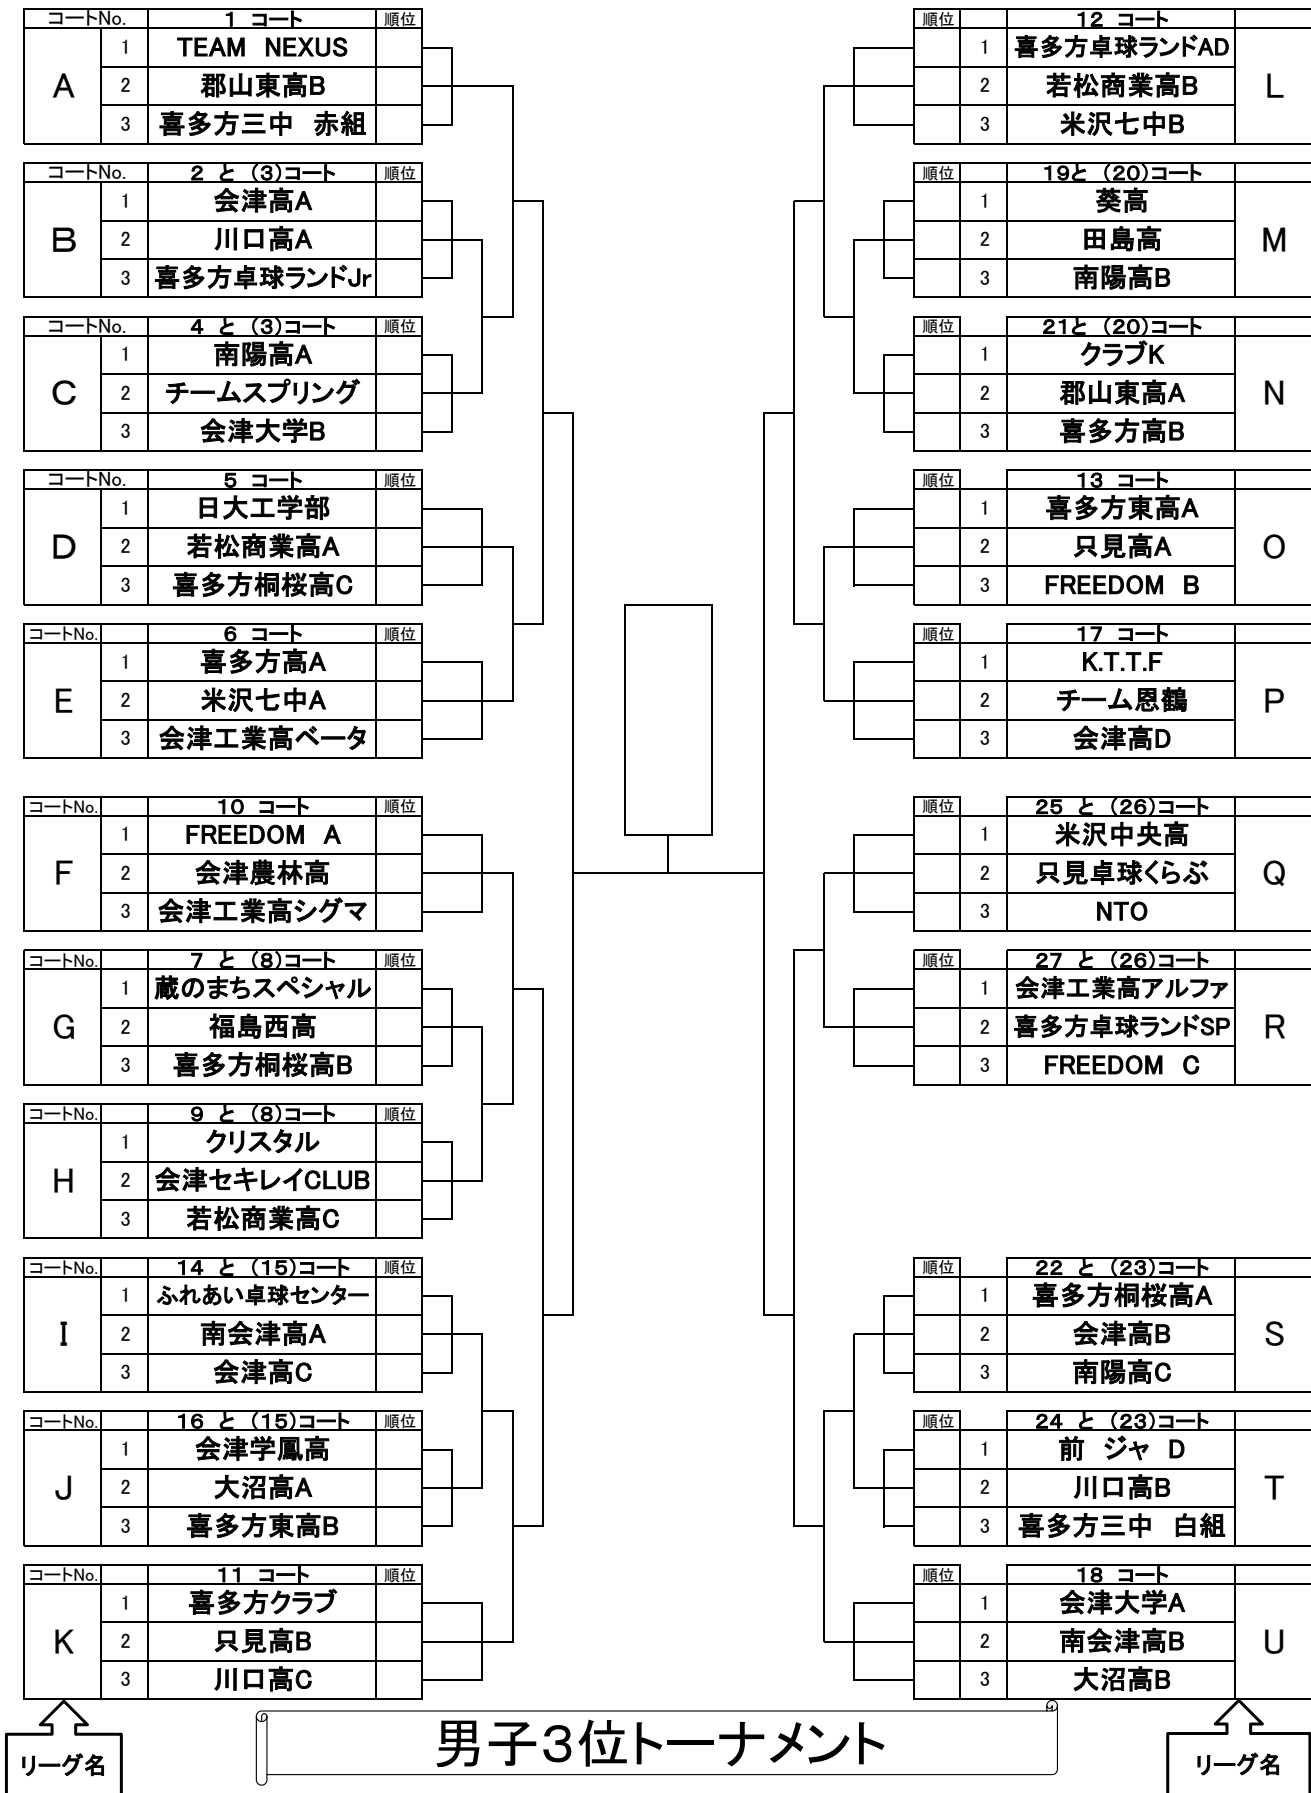 コートNo. 1 コート 順位
A 1 TEAM NEXUS
2 郡山東高B
3 喜多方三中 赤組
コートNo. 2 と (3)コート 順位
B 1 会津高A
2 川口高A
3 喜多方卓球ランドJr
コートNo. 4 と (3)コート 順位
C 1 南陽高A
2 チームスプリング
3 会津大学B
コートNo. 5 コート 順位
D 1 日大工学部
2 若松商業高A
3 喜多方桐桜高C
コートNo. 6 コート 順位
E 1 喜多方高A
2 米沢七中A
3 会津工業高ベータ
コートNo. 10 コート 順位
F 1 FREEDOM A
2 会津農林高
3 会津工業高シグマ
コートNo. 7 と (8)コート 順位
G 1 蔵のまちスペシャル
2 福島西高
3 喜多方桐桜高B
コートNo. 9 と (8)コート 順位
H 1 クリスタル
2 会津セキレイCLUB
3 若松商業高C
コートNo. 14 と (15)コート 順位
I 1 ふれあい卓球センター
2 南会津高A
3 会津高C
コートNo. 16 と (15)コート 順位
J 1 会津学鳳高
2 大沼高A
3 喜多方東高B
コートNo. 11 コート 順位
K 1 喜多方クラブ
2 只見高B
3 川口高C
リーグ名
順位 12 コート
1 喜多方卓球ランドAD L
2 若松商業高B
3 米沢七中B
順位 19と (20)コート
1 葵高 M
2 田島高
3 南陽高B
順位 21と (20)コート
1 クラブK N
2 郡山東高A
3 喜多方高B
順位 13 コート
1 喜多方東高A O
2 只見高A
3 FREEDOM B
順位 17 コート
1 K.T.T.F P
2 チーム恩鶴
3 会津高D
順位 25 と (26)コート
1 米沢中央高 Q
2 只見卓球くらぶ
3 NTO
順位 27 と (26)コート
1 会津工業高アルファ R
2 喜多方卓球ランドSP
3 FREEDOM C
順位 22 と (23)コート
1 喜多方桐桜高A S
2 会津高B
3 南陽高C
順位 24 と (23)コート
1 前 ジャ D T
2 川口高B
3 喜多方三中 白組
順位 18 コート
1 会津大学A U
2 南会津高B
3 大沼高B
リーグ名
男子3位トーナメント